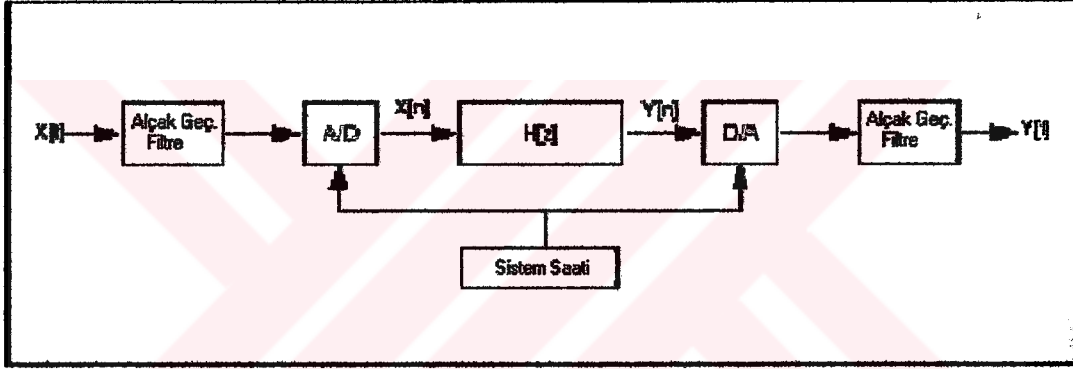 X[t]
Alçak Geç.
Filtre
A/D
X[n]
H[z]
Y[n]
D/A
Alçak Geç.
Filtre
Y[t]
Sistem Saati